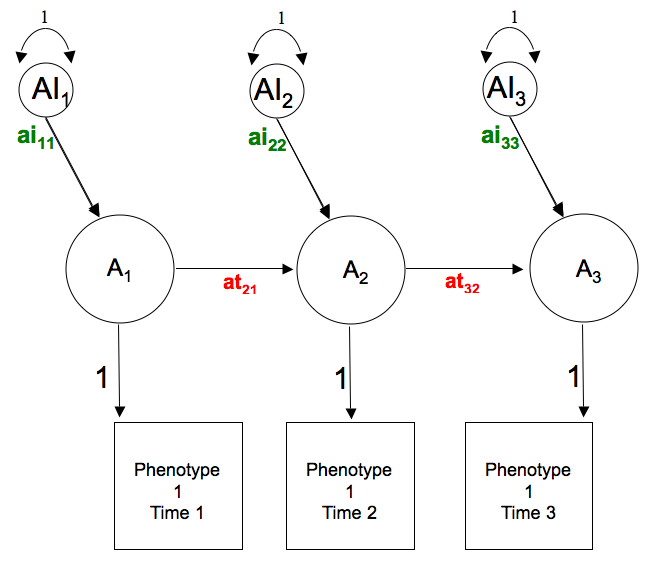 1 1 1
AI₁ AI₂ AI₃
ai₁₁ ai₂₂ ai₃₃
A₁ A₂ A₃
at₂₁ at₃₂
1 1 1
Phenotype Phenotype Phenotype
1 1 1
Time 1 Time 2 Time 3